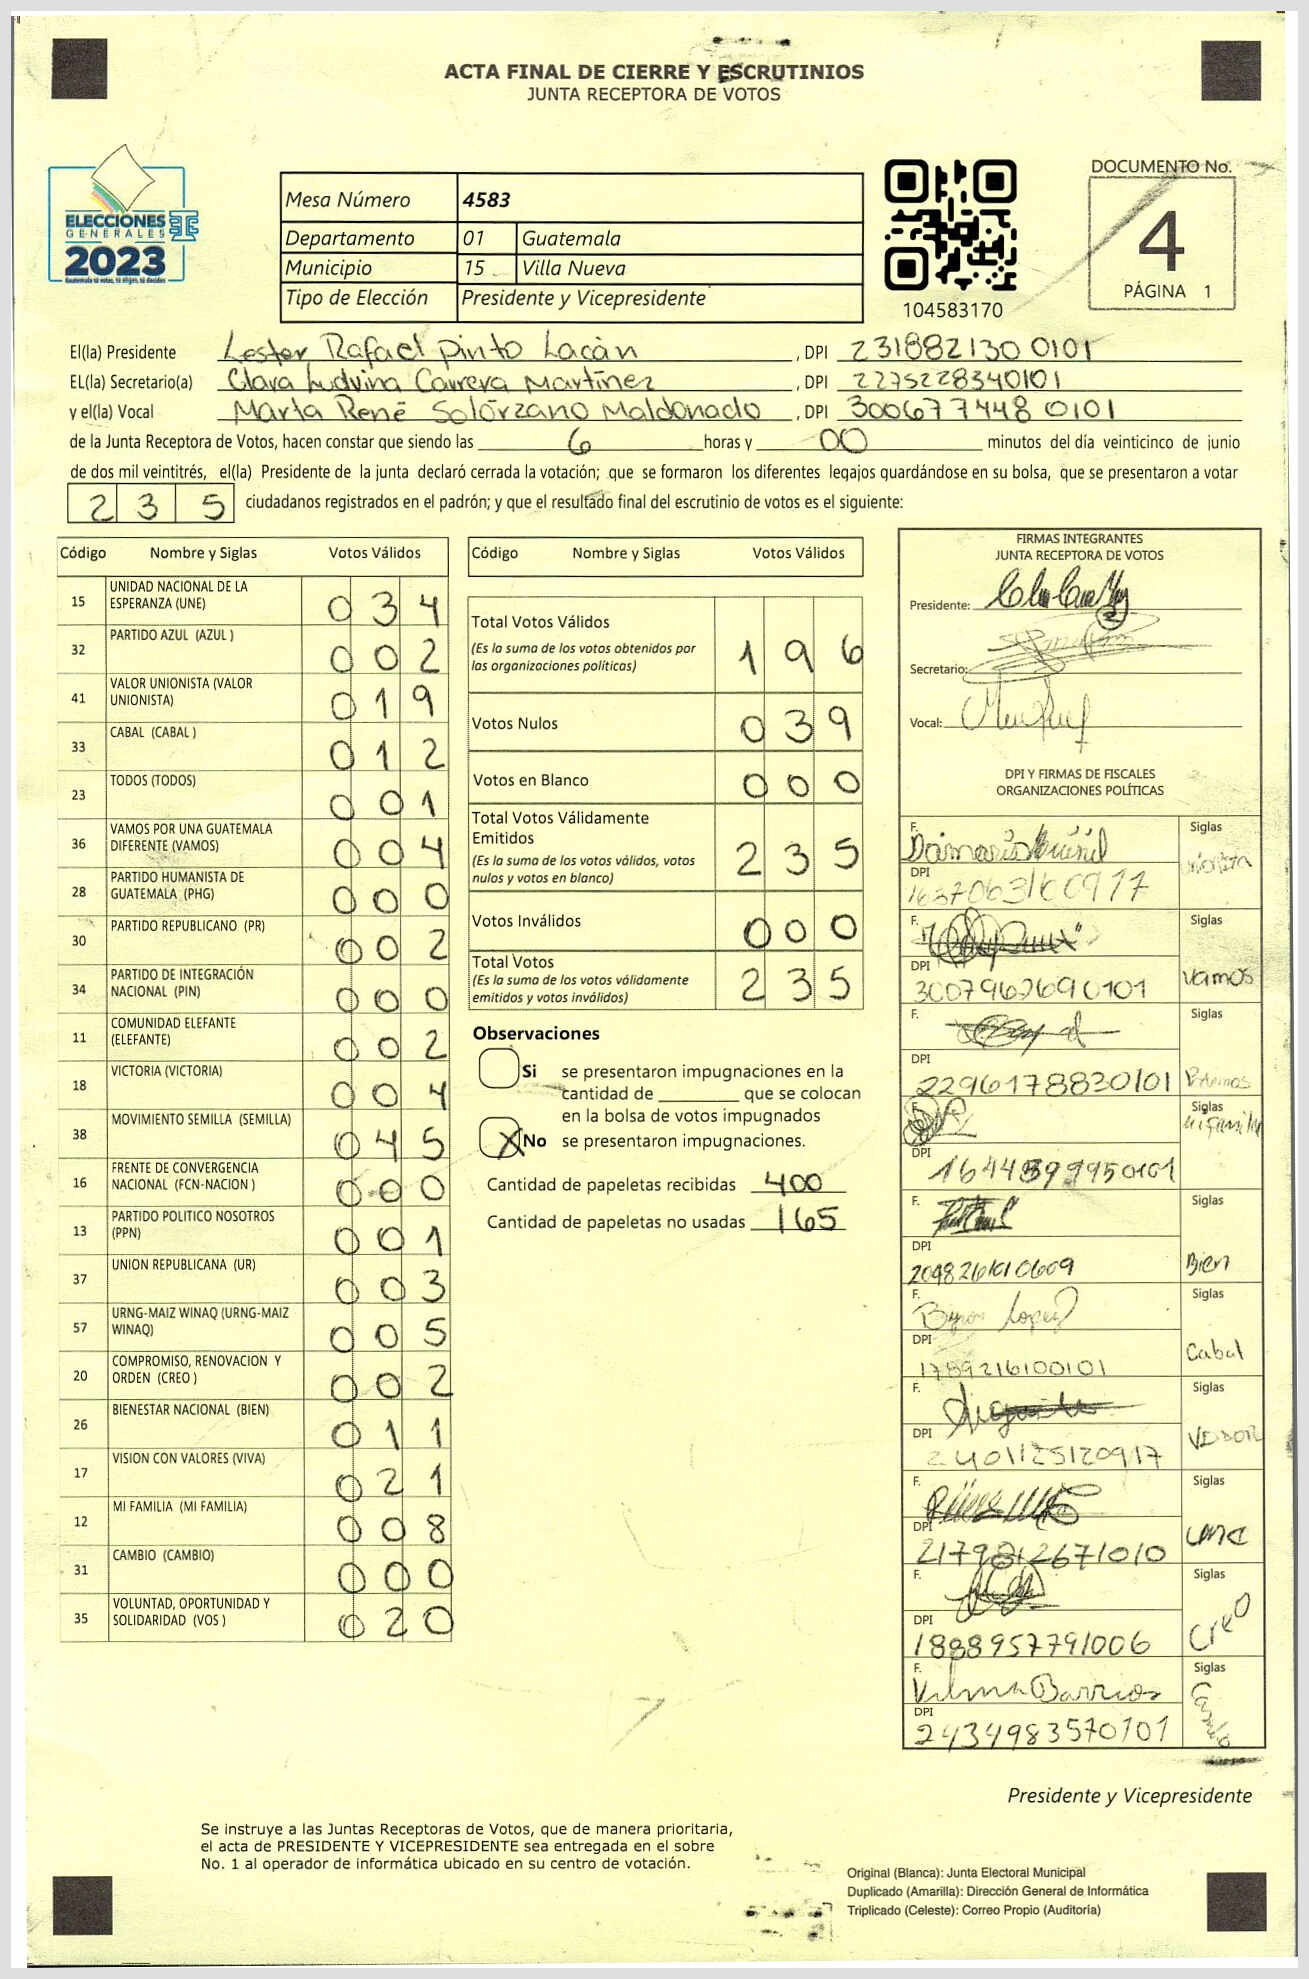 ACTA FINAL DE CIERRE Y ESCRUTINIOS
JUNTA RECEPTORA DE VOTOS
ELECCIONES
GENERALES
2023
Guatemala tú votas, tú eliges, tú decides
Mesa Número 4583
Departamento 01 Guatemala
Municipio 15 Villa Nueva
Tipo de Elección Presidente y Vicepresidente
104583170
DOCUMENTO No.
4
PÁGINA 1
El(la) Presidente Lester Rafael Pinto Lacán, DPI 231882130 0101
EL(la) Secretario(a) Clara Ludvina Carrera Martínez, DPI 2275228340101
y el(la) Vocal Marta René Solórzano Maldonado, DPI 300677448 0101
de la Junta Receptora de Votos, hacen constar que siendo las 6 horas y 00 minutos del día veinticinco de junio
de dos mil veintitrés, el(la) Presidente de la junta declaró cerrada la votación; que se formaron los diferentes legajos quardándose en su bolsa, que se presentaron a votar
2 3 5 ciudadanos registrados en el padrón; y que el resultado final del escrutinio de votos es el siguiente:
Código Nombre y Siglas Votos Válidos
15 UNIDAD NACIONAL DE LA ESPERANZA (UNE) 0 3 4
32 PARTIDO AZUL (AZUL ) 0 0 2
41 VALOR UNIONISTA (VALOR UNIONISTA) 0 1 9
33 CABAL (CABAL ) 0 1 2
23 TODOS (TODOS) 0 0 1
36 VAMOS POR UNA GUATEMALA DIFERENTE (VAMOS) 0 0 4
28 PARTIDO HUMANISTA DE GUATEMALA (PHG) 0 0 0
30 PARTIDO REPUBLICANO (PR) 0 0 2
34 PARTIDO DE INTEGRACIÓN NACIONAL (PIN) 0 0 0
11 COMUNIDAD ELEFANTE (ELEFANTE) 0 0 2
18 VICTORIA (VICTORIA) 0 0 4
38 MOVIMIENTO SEMILLA (SEMILLA) 0 4 5
16 FRENTE DE CONVERGENCIA NACIONAL (FCN-NACION ) 0 0 0
13 PARTIDO POLITICO NOSOTROS (PPN) 0 0 1
37 UNION REPUBLICANA (UR) 0 0 3
57 URNG-MAIZ WINAQ (URNG-MAIZ WINAQ) 0 0 5
20 COMPROMISO, RENOVACION Y ORDEN (CREO ) 0 0 2
26 BIENESTAR NACIONAL (BIEN) 0 1 1
17 VISION CON VALORES (VIVA) 0 2 1
12 MI FAMILIA (MI FAMILIA) 0 0 8
31 CAMBIO (CAMBIO) 0 0 0
35 VOLUNTAD, OPORTUNIDAD Y SOLIDARIDAD (VOS ) 0 2 0
Código Nombre y Siglas Votos Válidos
Total Votos Válidos 1 9 6
(Es la suma de los votos obtenidos por
las organizaciones políticas)
Votos Nulos 0 3 9
Votos en Blanco 0 0 0
Total Votos Válidamente
Emitidos 2 3 5
(Es la suma de los votos válidos, votos
nulos y votos en blanco)
Votos Inválidos 0 0 0
Total Votos 2 3 5
(Es la suma de los votos válidamente
emitidos y votos inválidos)
Observaciones
Si se presentaron impugnaciones en la
cantidad de ________ que se colocan
en la bolsa de votos impugnados
X No se presentaron impugnaciones.
Cantidad de papeletas recibidas 400
Cantidad de papeletas no usadas 165
FIRMAS INTEGRANTES
JUNTA RECEPTORA DE VOTOS
Presidente:
Secretario:
Vocal:
DPI Y FIRMAS DE FISCALES
ORGANIZACIONES POLÍTICAS
F. Siglas
DPI 1637063160917 Unionista
F. Siglas
DPI 3007962690101 Vamos
F. Siglas
DPI 2296178830101
F. Siglas
Mi familia
DPI
F. Siglas
DPI Bien
F. Byron Lopez Siglas
DPI 1789216100101 Cabal
F. Siglas
DPI 2401125120917
F. Siglas
DPI 2179812671010 UNE
F. Siglas
DPI 1888957791006 Creo
F. Vilma Barrios Siglas
DPI 2434983570101 Cambio
Presidente y Vicepresidente
Se instruye a las Juntas Receptoras de Votos, que de manera prioritaria,
el acta de PRESIDENTE Y VICEPRESIDENTE sea entregada en el sobre
No. 1 al operador de informática ubicado en su centro de votación.
Original (Blanca): Junta Electoral Municipal
Duplicado (Amarilla): Dirección General de Informática
Triplicado (Celeste): Correo Propio (Auditoría)